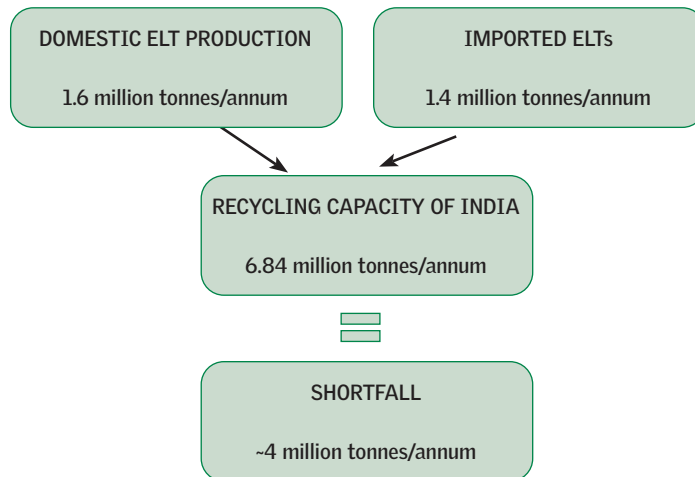 DOMESTIC ELT PRODUCTION
1.6 million tonnes/annum
IMPORTED ELTs
1.4 million tonnes/annum
RECYCLING CAPACITY OF INDIA
6.84 million tonnes/annum
SHORTFALL
~4 million tonnes/annum